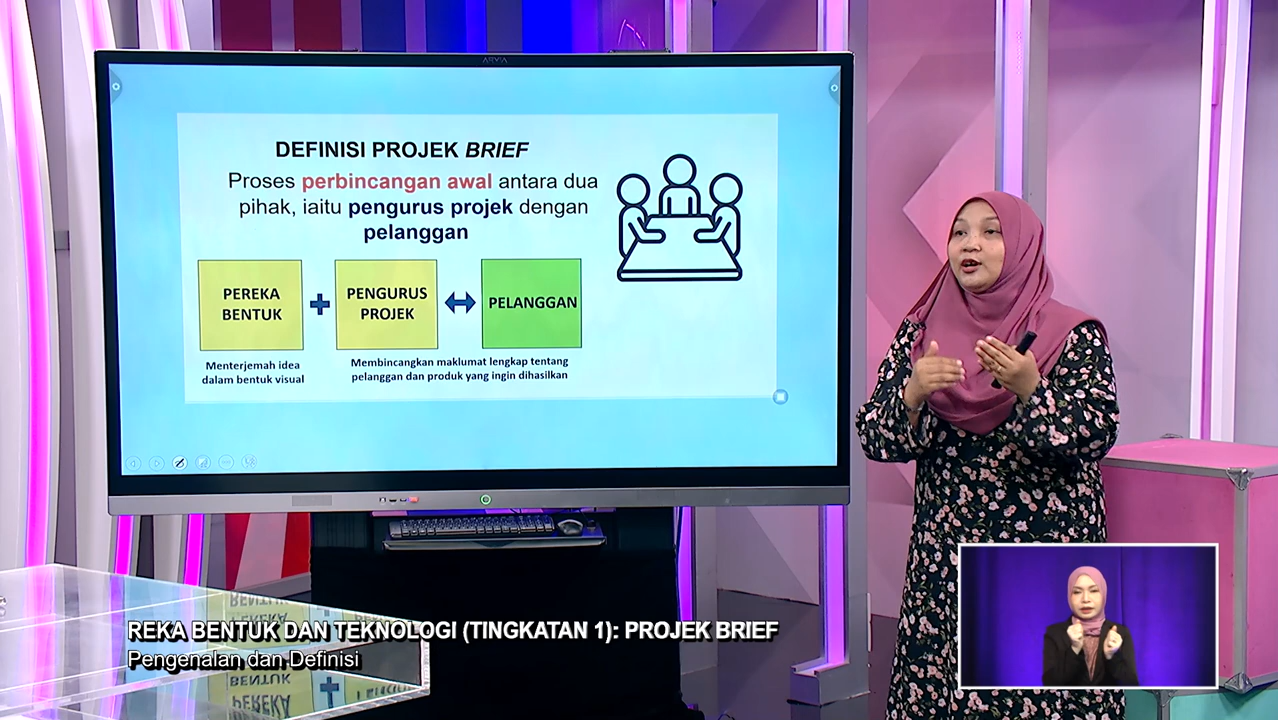 DEFINISI PROJEK BRIEF
Proses perbincangan awal antara dua
pihak, iaitu pengurus projek dengan
pelanggan
PEREKA
BENTUK
PENGURUS
PROJEK
PELANGGAN
Menterjemah idea
dalam bentuk visual
Membincangkan maklumat lengkap tentang
pelanggan dan produk yang ingin dihasilkan
REKA BENTUK DAN TEKNOLOGI (TINGKATAN 1): PROJEK BRIEF
Pengenalan dan Definisi